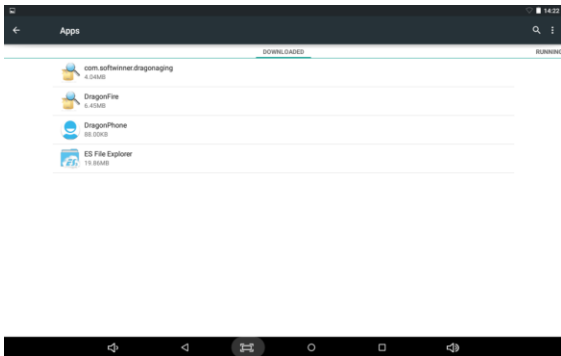 14:22
Apps
DOWNLOADED
RUNNING
com.softwinner.dragonaging
4.04MB
DragonFire
6.45MB
DragonPhone
88.00KB
ES File Explorer
19.86MB